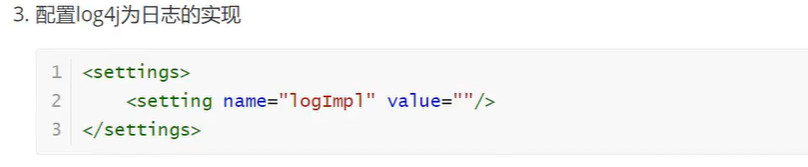 3. 配置log4j为日志的实现
1 <settings>
2     <setting name="logImpl" value=""/>
3 </settings>